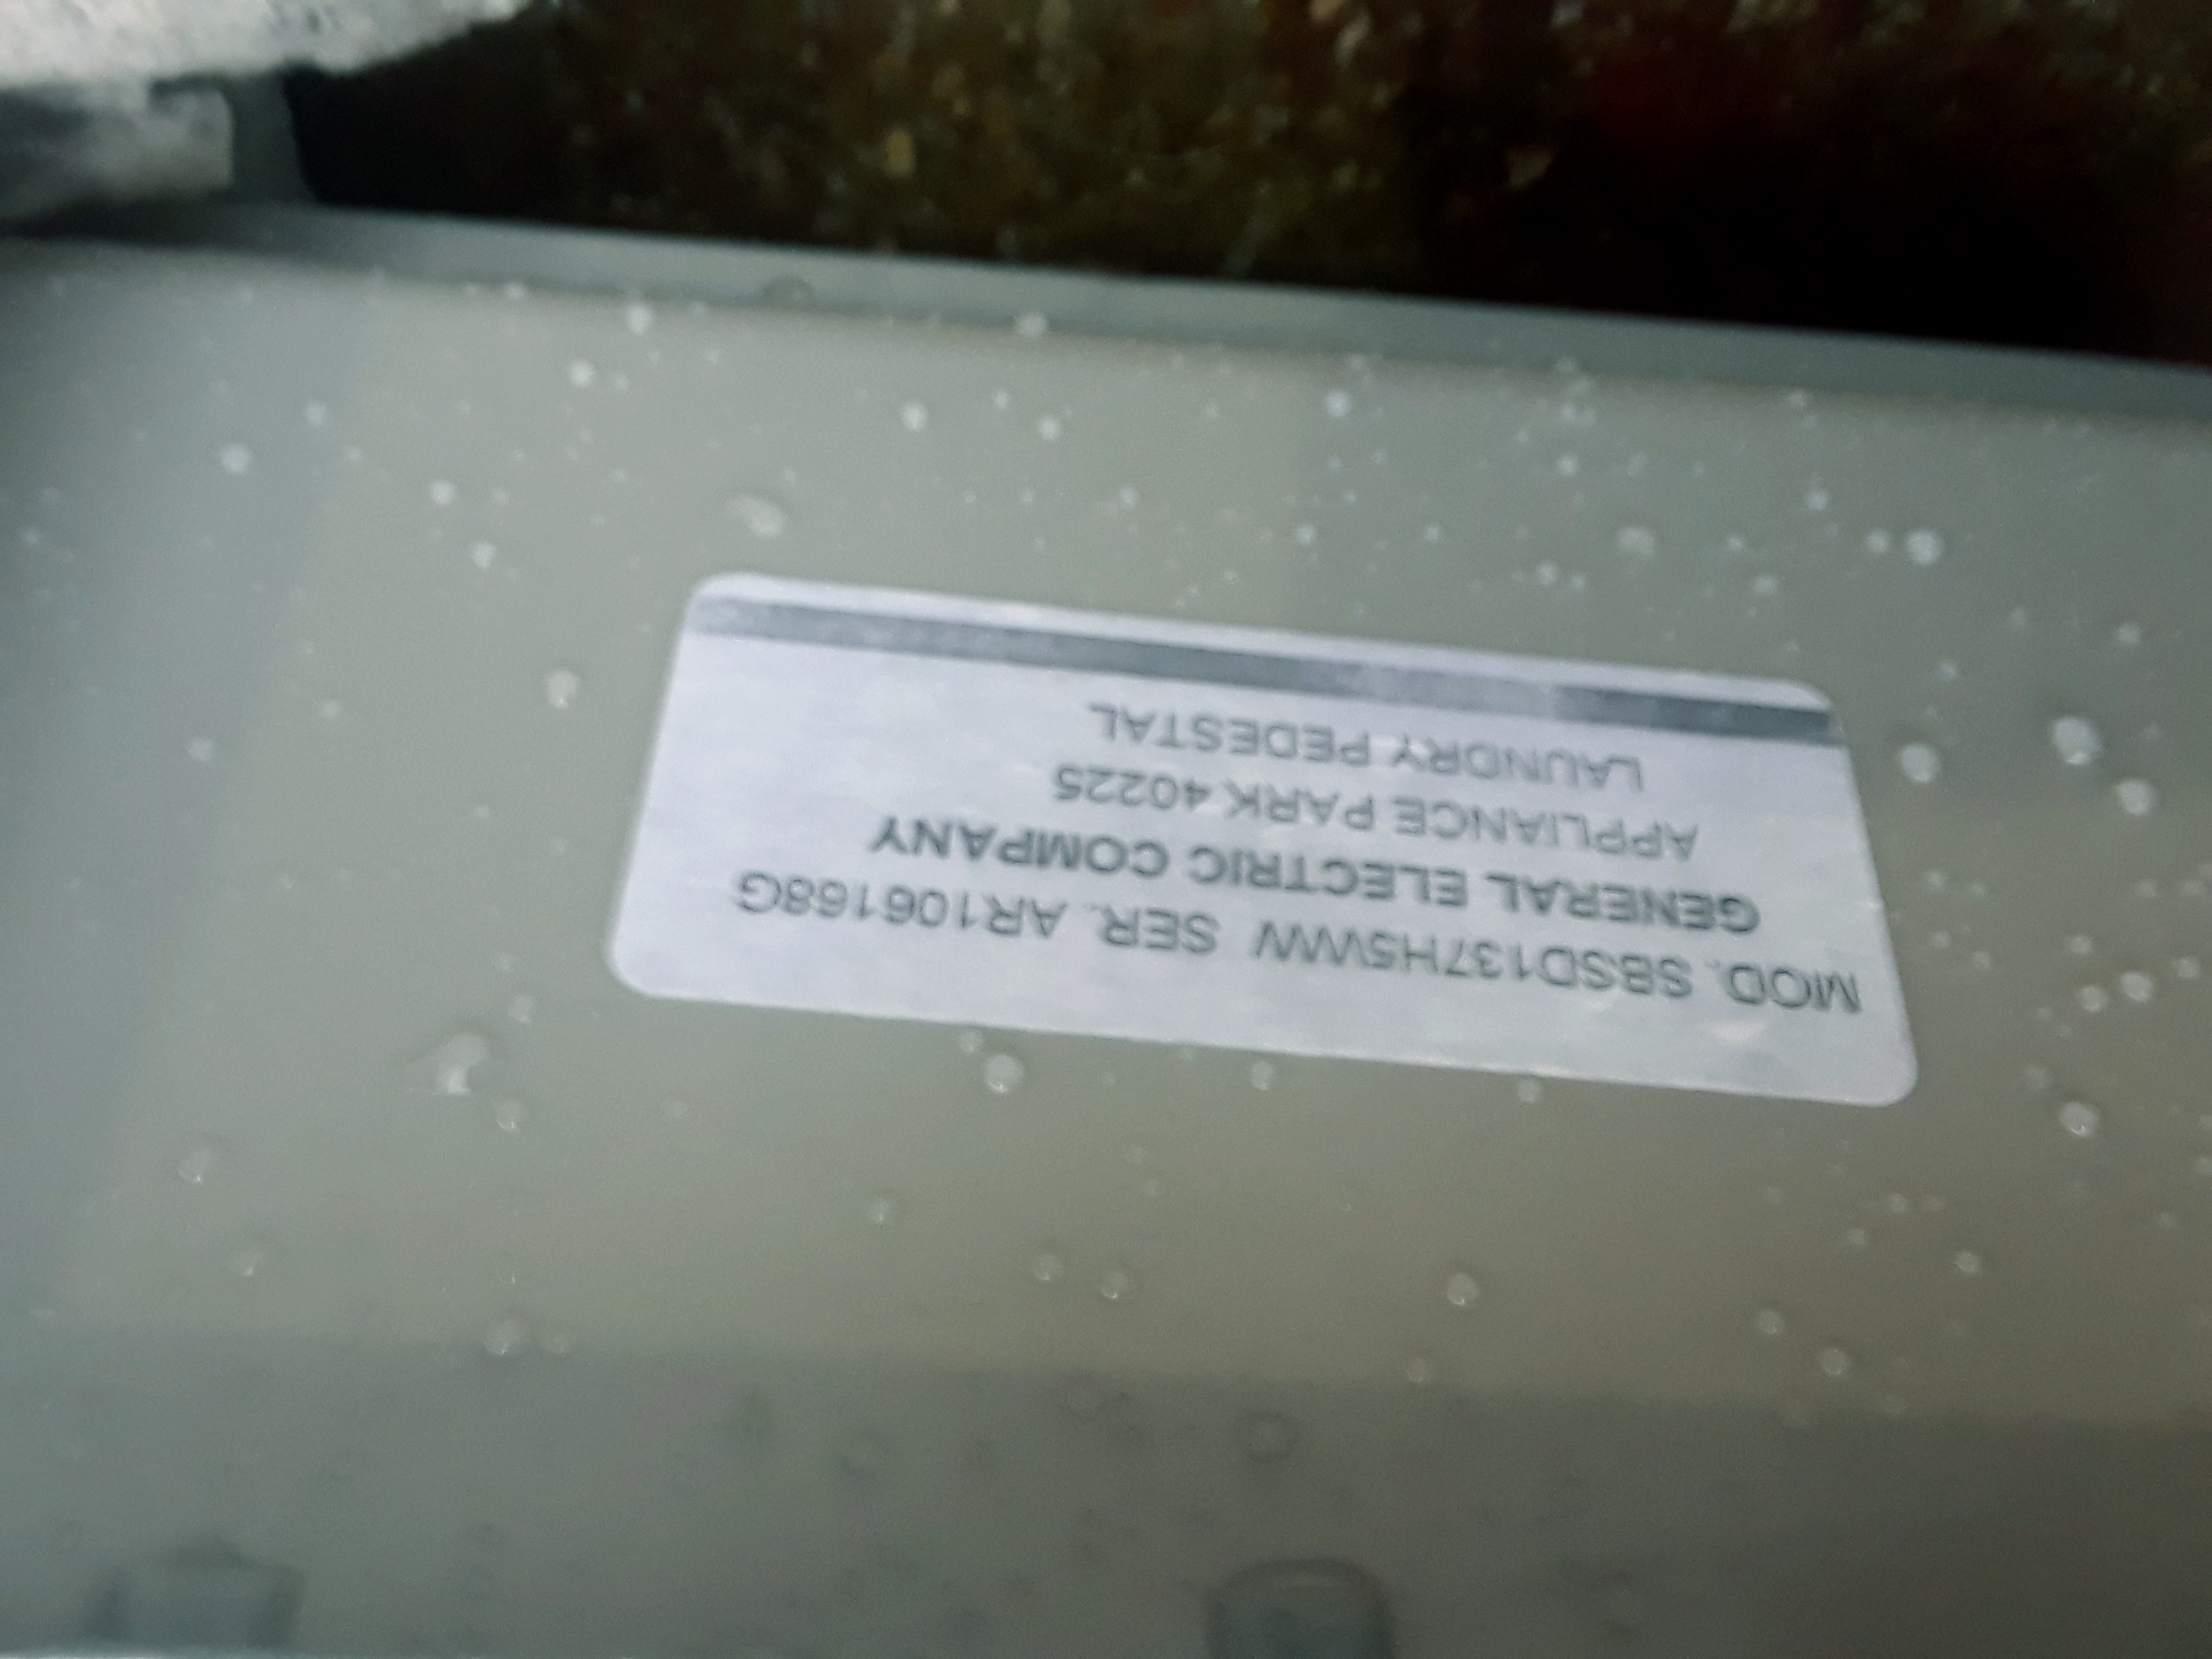 MOD. SBSD137H5WW SER. AR106168G
GENERAL ELECTRIC COMPANY
APPLIANCE PARK 40225
LAUNDRY PEDESTAL